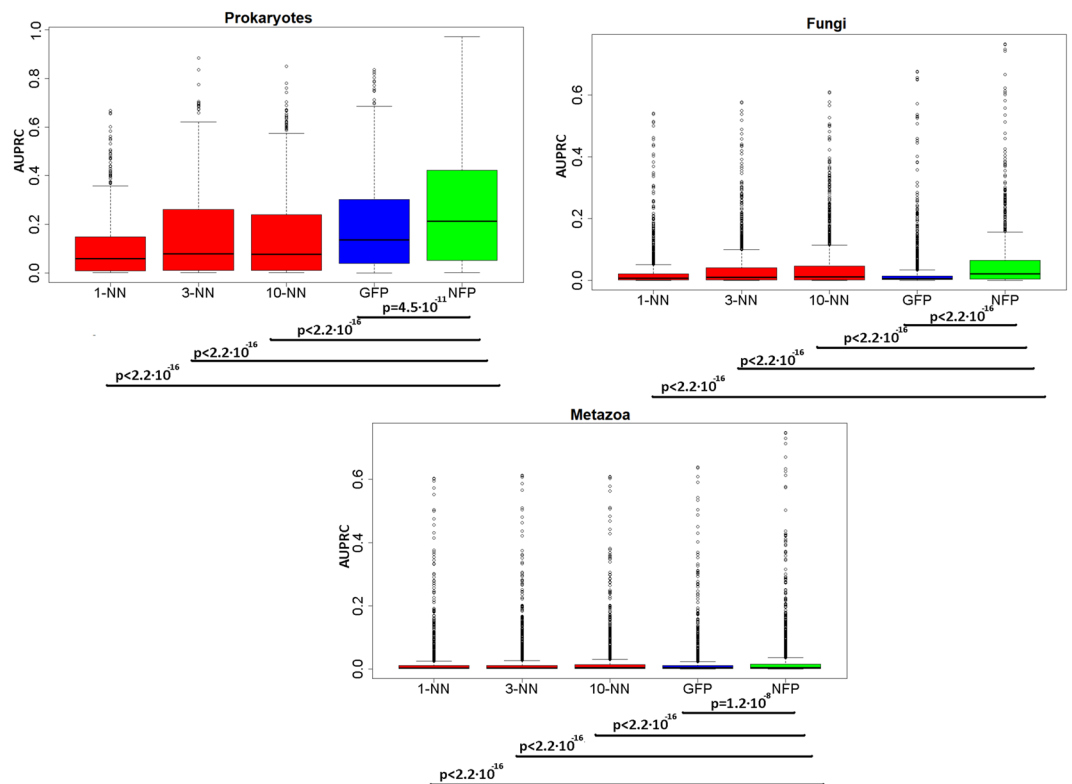 Prokaryotes
AUPRC
0.0
0.2
0.4
0.6
0.8
1.0
1-NN 3-NN 10-NN GFP NFP
p=4.5·10^-11
p<2.2·10^-16
p<2.2·10^-16
p<2.2·10^-16
Fungi
AUPRC
0.0
0.2
0.4
0.6
1-NN 3-NN 10-NN GFP NFP
p<2.2·10^-16
p<2.2·10^-16
p<2.2·10^-16
p<2.2·10^-16
Metazoa
AUPRC
0.0
0.2
0.4
0.6
1-NN 3-NN 10-NN GFP NFP
p=1.2·10^-8
p<2.2·10^-16
p<2.2·10^-16
p<2.2·10^-16